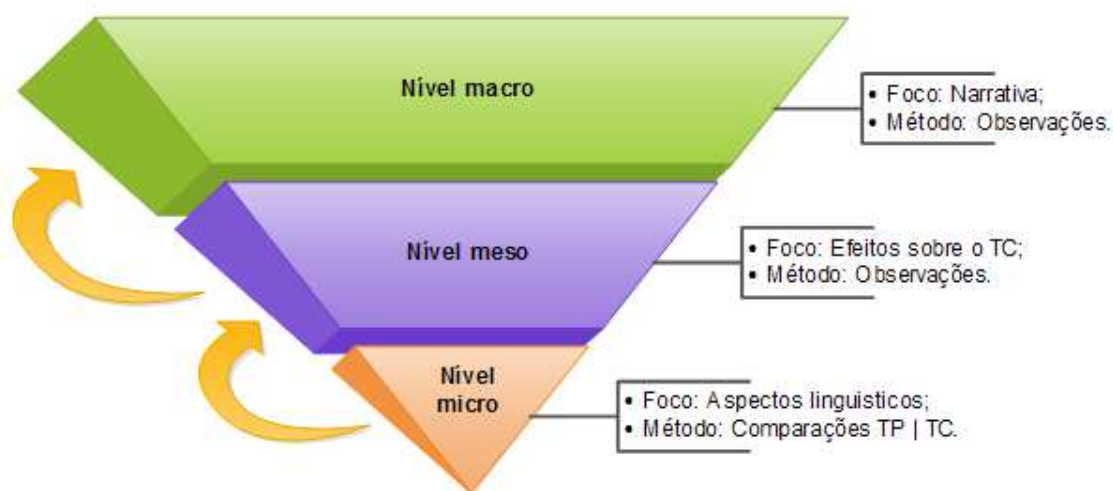 Nível macro
• Foco: Narrativa;
• Método: Observações.
Nível meso
• Foco: Efeitos sobre o TC;
• Método: Observações.
Nível
micro
• Foco: Aspectos linguisticos;
• Método: Comparações TP | TC.